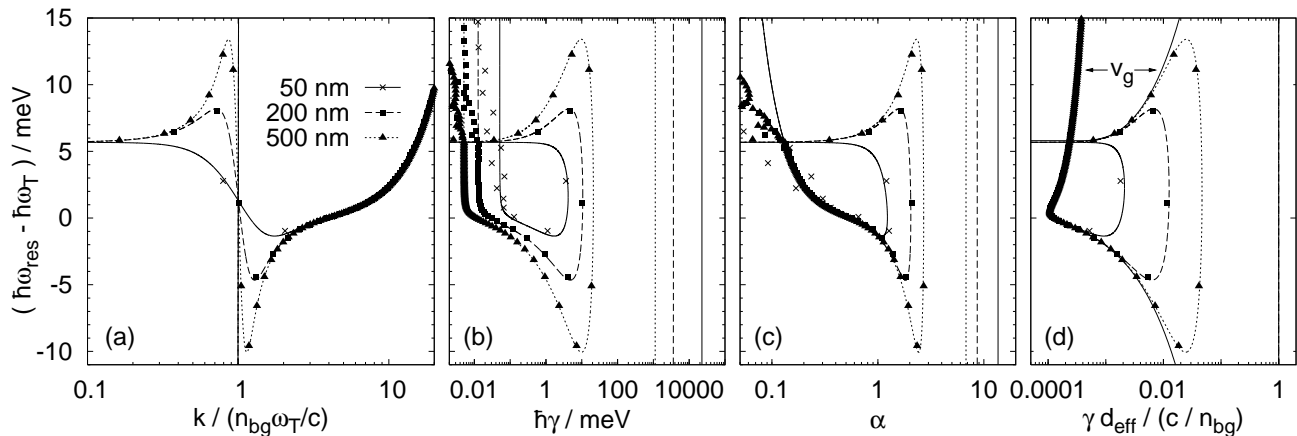 ( ħω_res - ħω_T ) / meV
15
10
5
0
-5
-10
50 nm
200 nm
500 nm
v_g
(a)
(b)
(c)
(d)
0.1
1
10
0.01
1
100
10000
0.1
1
10
0.0001
0.01
1
k / (n_bg ω_T/c)
ħγ / meV
α
γ d_eff / (c / n_bg)